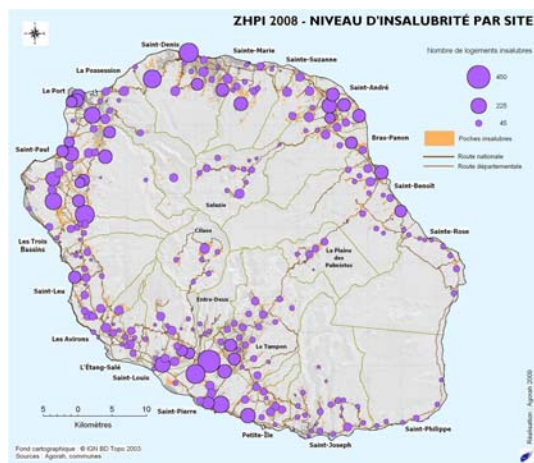 ZHPI 2008 - NIVEAU D'INSALUBRITÉ PAR SITE
Nombre de logements insalubres
450
225
45
Poches insalubres
Route nationale
Route départementale
Saint-Denis
Sainte-Marie
Sainte-Suzanne
La Possession
Le Port
Saint-André
Bras-Panon
Saint-Paul
Saint-Benoît
Salazie
Sainte-Rose
Cilaos
La Plaine
des
Palmistes
Les Trois
Bassins
Entre-Deux
Saint-Leu
Le Tampon
Les Avirons
L'Étang-Salé
Saint-Louis
Saint-Pierre
Petite-Île
Saint-Joseph
Saint-Philippe
5 0 5 10
Kilomètres
Fond cartographique : © IGN BD Topo 2003
Sources : Agorah, communes
Réalisation : Agorah 2009